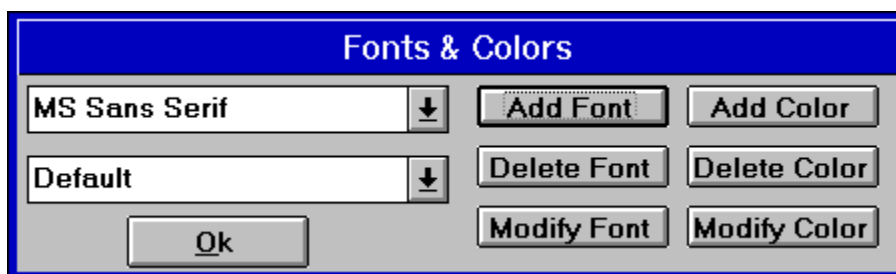 Fonts & Colors
MS Sans Serif
Add Font
Add Color
Default
Delete Font
Delete Color
Ok
Modify Font
Modify Color